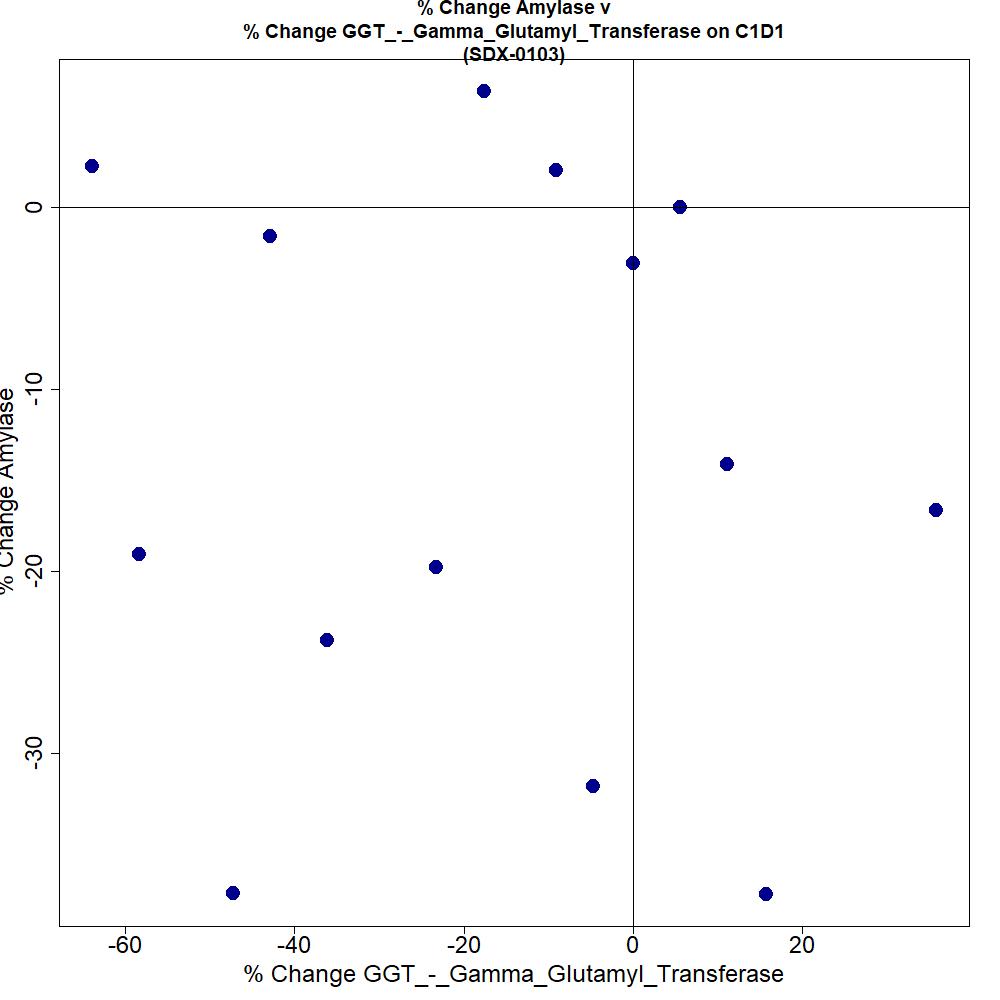 % Change Amylase v
% Change GGT_-_Gamma_Glutamyl_Transferase on C1D1
(SDX-0103)
% Change Amylase
0
-10
-20
-30
-60
-40
-20
0
20
% Change GGT_-_Gamma_Glutamyl_Transferase